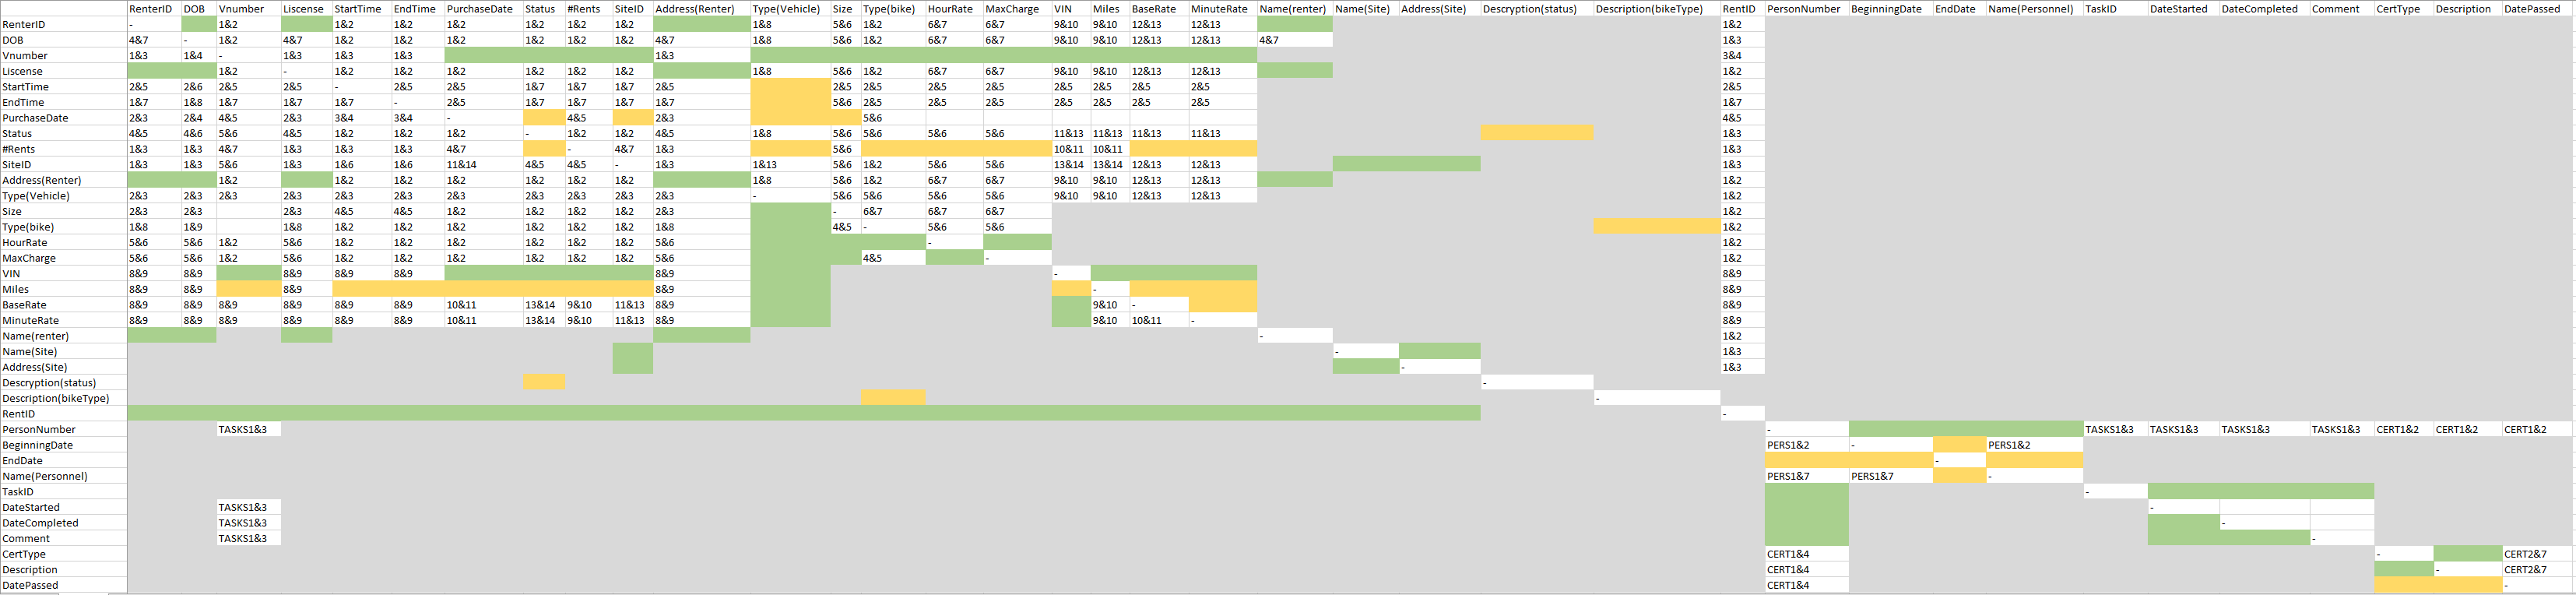 RenterID DOB Vnumber Liscense StartTime EndTime PurchaseDate Status #Rents SiteID Address(Renter) Type(Vehicle) Size Type(bike) HourRate MaxCharge VIN Miles BaseRate MinuteRate Name(renter) Name(Site) Address(Site) Descryption(status) Description(bikeType) RentID PersonNumber BeginningDate EndDate Name(Personnel) TaskID DateStarted DateCompleted Comment CertType Description DatePassed
RenterID - 1&2 1&2 1&2 1&2 1&2 1&2 1&2 1&8 5&6 1&2 6&7 6&7 9&10 9&10 12&13 12&13 1&2
DOB 4&7 - 1&2 4&7 1&2 1&2 1&2 1&2 1&2 1&2 4&7 1&8 5&6 1&2 6&7 6&7 9&10 9&10 12&13 12&13 4&7 1&3
Vnumber 1&3 1&4 - 1&3 1&3 1&3 1&3 3&4
Liscense 1&2 - 1&2 1&2 1&2 1&2 1&2 1&2 1&8 5&6 1&2 6&7 6&7 9&10 9&10 12&13 12&13 1&2
StartTime 2&5 2&6 2&5 2&5 - 2&5 2&5 1&7 1&7 1&7 2&5 2&5 2&5 2&5 2&5 2&5 2&5 2&5 2&5 2&5
EndTime 1&7 1&8 1&7 1&7 1&7 - 2&5 1&7 1&7 1&7 1&7 5&6 2&5 2&5 2&5 2&5 2&5 2&5 2&5 1&7
PurchaseDate 2&3 2&4 4&5 2&3 3&4 3&4 - 4&5 2&3 5&6 4&5
Status 4&5 4&6 5&6 4&5 1&2 1&2 1&2 - 1&2 1&2 4&5 1&8 5&6 5&6 5&6 5&6 11&13 11&13 11&13 11&13 1&3
#Rents 1&3 1&3 4&7 1&3 1&3 1&3 4&7 - 4&7 1&3 5&6 10&11 10&11 1&3
SiteID 1&3 1&3 5&6 1&3 1&6 1&6 11&14 4&5 4&5 - 1&3 1&13 5&6 1&2 5&6 5&6 13&14 13&14 12&13 12&13 1&3
Address(Renter) 1&2 1&2 1&2 1&2 1&2 1&2 1&2 1&8 5&6 1&2 6&7 6&7 9&10 9&10 12&13 12&13 1&2
Type(Vehicle) 2&3 2&3 2&3 2&3 2&3 2&3 2&3 2&3 2&3 2&3 2&3 - 5&6 5&6 5&6 5&6 9&10 9&10 12&13 12&13 1&2
Size 2&3 2&3 2&3 4&5 4&5 1&2 1&2 1&2 1&2 2&3 - 6&7 6&7 6&7 1&2
Type(bike) 1&8 1&9 1&8 1&2 1&2 1&2 1&2 1&2 1&2 1&8 4&5 - 5&6 5&6 1&2
HourRate 5&6 5&6 1&2 5&6 1&2 1&2 1&2 1&2 1&2 1&2 5&6 - 1&2
MaxCharge 5&6 5&6 1&2 5&6 1&2 1&2 1&2 1&2 1&2 1&2 5&6 4&5 - 1&2
VIN 8&9 8&9 8&9 8&9 8&9 8&9 - 8&9
Miles 8&9 8&9 8&9 8&9 - 8&9
BaseRate 8&9 8&9 8&9 8&9 8&9 8&9 10&11 13&14 9&10 11&13 8&9 9&10 - 8&9
MinuteRate 8&9 8&9 8&9 8&9 8&9 8&9 10&11 13&14 9&10 11&13 8&9 9&10 10&11 - 8&9
Name(renter) - 1&2
Name(Site) - 1&3
Address(Site) - 1&3
Descryption(status) -
Description(bikeType) -
RentID -
PersonNumber TASKS1&3 - TASKS1&3 TASKS1&3 TASKS1&3 TASKS1&3 CERT1&2 CERT1&2 CERT1&2
BeginningDate PERS1&2 - PERS1&2
EndDate -
Name(Personnel) PERS1&7 PERS1&7 -
TaskID -
DateStarted TASKS1&3 -
DateCompleted TASKS1&3 -
Comment TASKS1&3 -
CertType CERT1&4 - CERT2&7
Description CERT1&4 - CERT2&7
DatePassed CERT1&4 -